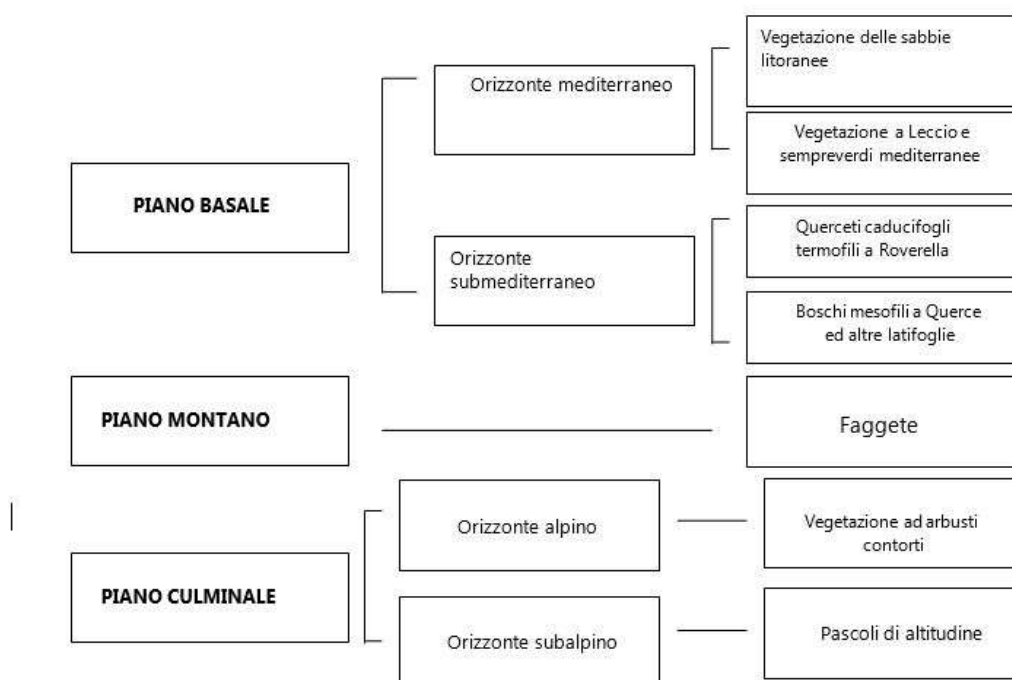 PIANO BASALE
Orizzonte mediterraneo
Vegetazione delle sabbie
litoranee
Vegetazione a Leccio e
sempreverdi mediterranee
Orizzonte
submediterraneo
Querceti caducifogli
termofili a Roverella
Boschi mesofili a Querce
ed altre latifoglie
PIANO MONTANO
Faggete
PIANO CULMINALE
Orizzonte alpino
Vegetazione ad arbusti
contorti
Orizzonte subalpino
Pascoli di altitudine